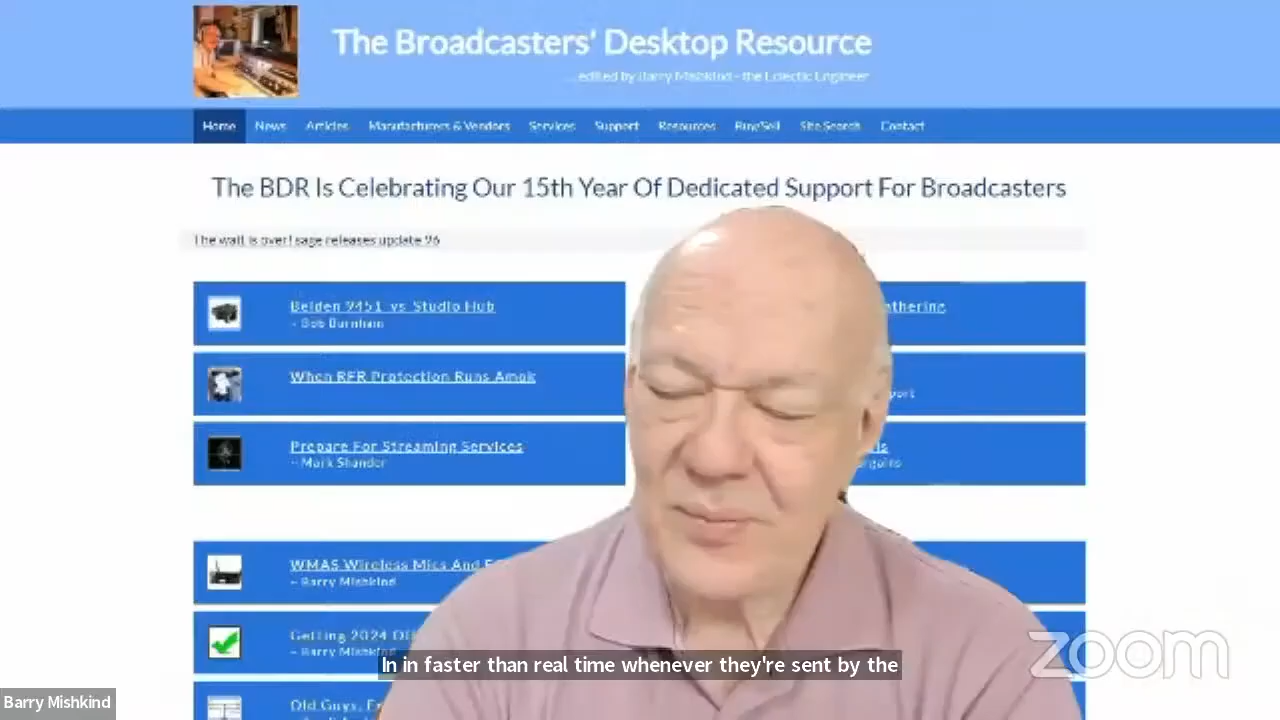 The Broadcasters' Desktop Resource
... edited by Barry Mishkind - the Eclectic Engineer
Home News Articles Manufacturers & Vendors Services Support Resources Buy/Sell Site Search Contact
The BDR Is Celebrating Our 15th Year Of Dedicated Support For Broadcasters
The wait is over! sage releases update 96
Belden 9451 vs Studio Hub
~ Bob Burnham
When RFR Protection Runs Amok
Prepare For Streaming Services
~ Mark Shander
WMAS Wireless Mics And
~ Barry Mishkind
Getting 2024 Off
~ Barry Mishkind
Old Guys,
zoom
In in faster than real time whenever they're sent by the
Barry Mishkind